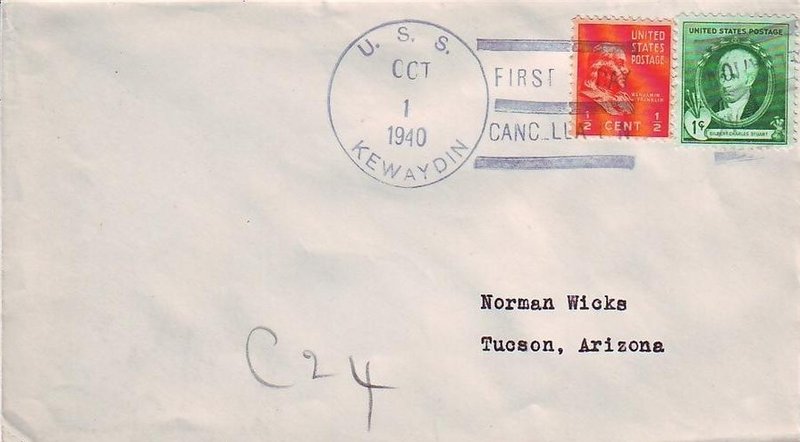 U. S. S.
OCT
1
1940
KEWAYDIN
FIRST
UNITED
STATES
POSTAGE
BENJAMIN
FRANKLIN
1/2 CENT 1/2
UNITED STATES POSTAGE
1¢
GILBERT CHARLES STUART
Norman Wicks
Tucson, Arizona
C24